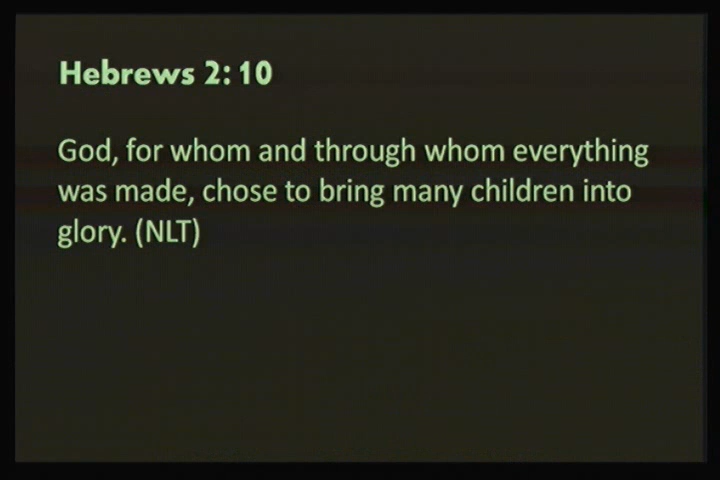 Hebrews 2: 10
God, for whom and through whom everything
was made, chose to bring many children into
glory. (NLT)